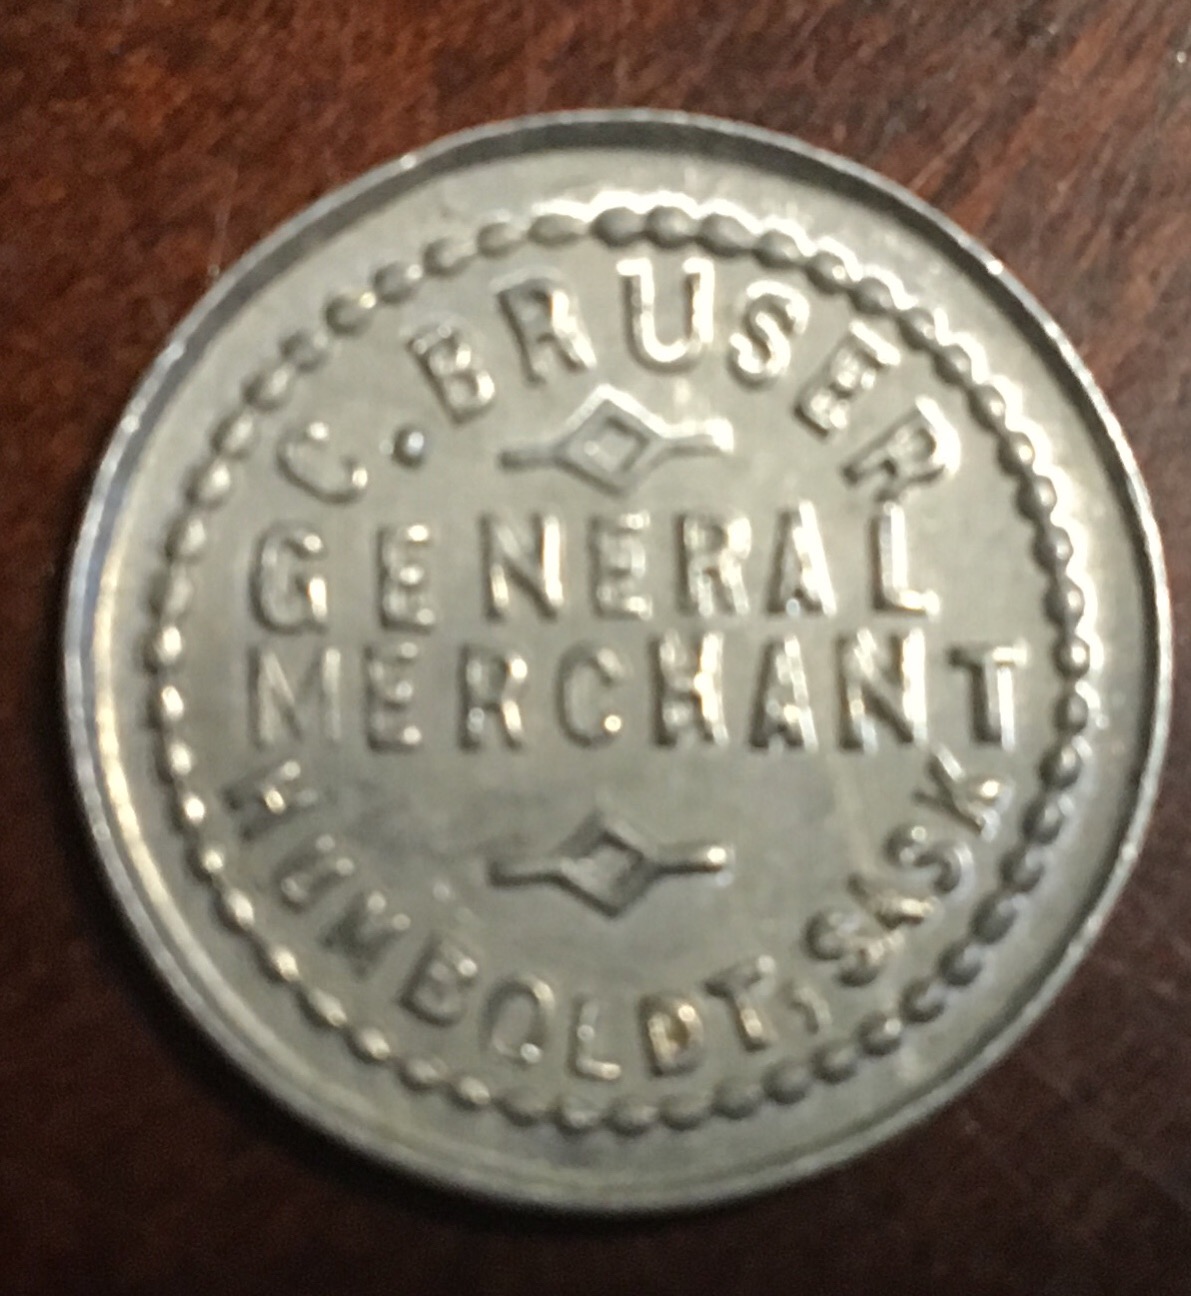 C. BRUSER
GENERAL
MERCHANT
HUMBOLDT, SASK